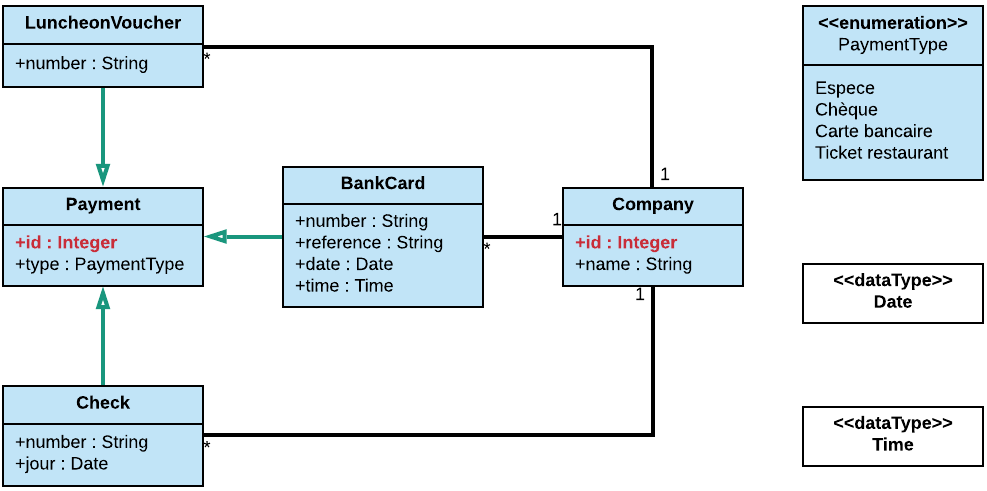 LuncheonVoucher
+number : String
*
<<enumeration>>
PaymentType
Espece
Chèque
Carte bancaire
Ticket restaurant
Payment
+id : Integer
+type : PaymentType
BankCard
+number : String
+reference : String
+date : Date
+time : Time
*
1
1
Company
+id : Integer
+name : String
1
<<dataType>>
Date
Check
+number : String
+jour : Date
*
<<dataType>>
Time